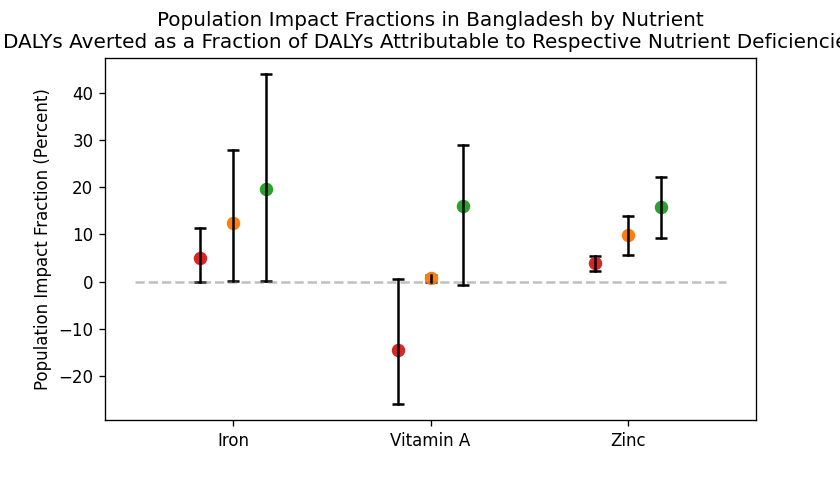 Population Impact Fractions in Bangladesh by Nutrient
DALYs Averted as a Fraction of DALYs Attributable to Respective Nutrient
Population Impact Fraction (Percent)
40
30
20
10
0
−10
−20
Iron
Vitamin A
Zinc